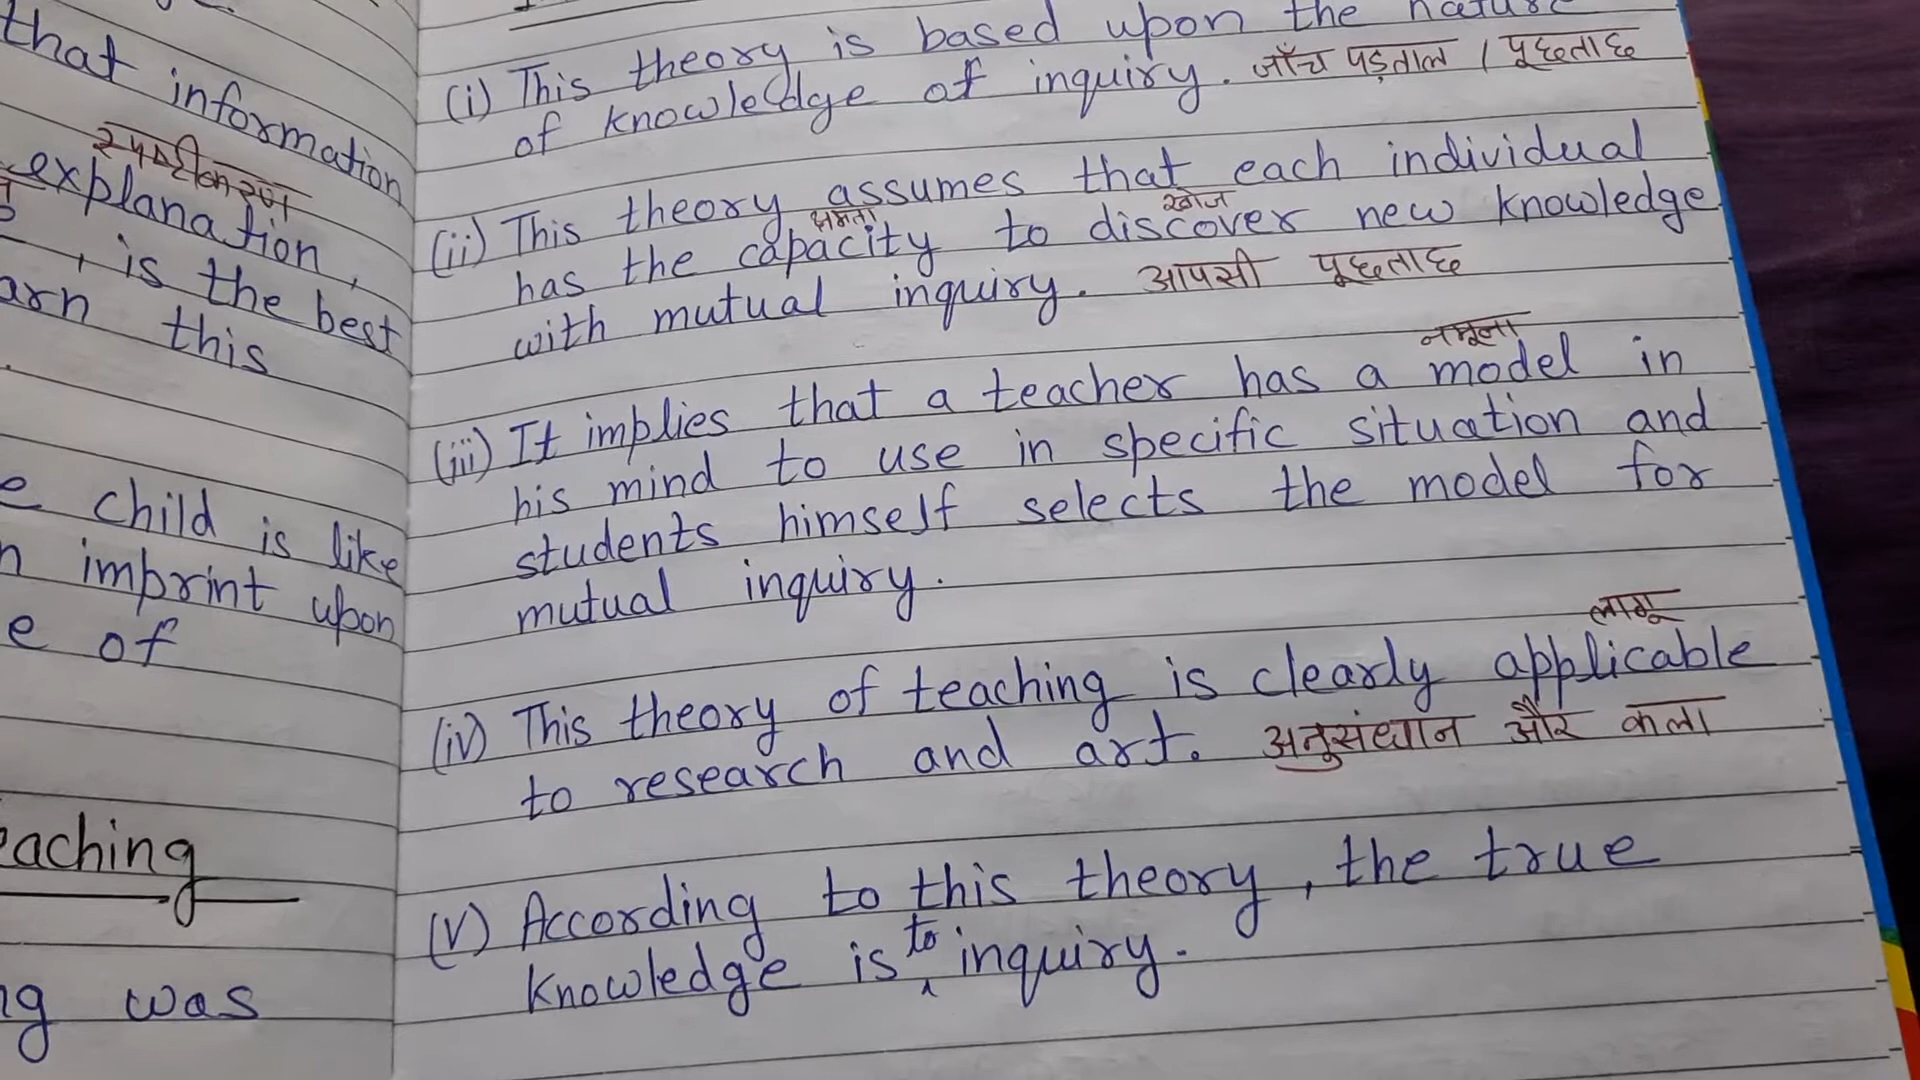 that information
स्पष्टीकरण
explanation,
, is the best
arn this
e child is like
n imprint upon
e of
eaching
ng was
(i) This theory is based upon the nature
of knowledge of inquiry. जाँच पड़ताल / पूछताछ
(ii) This theory assumes that each individual
क्षमता खोज
has the capacity to discover new knowledge
with mutual inquiry. आपसी पूछताछ
नमूना
(iii) It implies that a teacher has a model in
his mind to use in specific situation and
students himself selects the model for
mutual inquiry.
लागू
(iv) This theory of teaching is clearly applicable
to research and art. अनुसंधान और कला
(v) According to this theory, the true
knowledge is to inquiry.